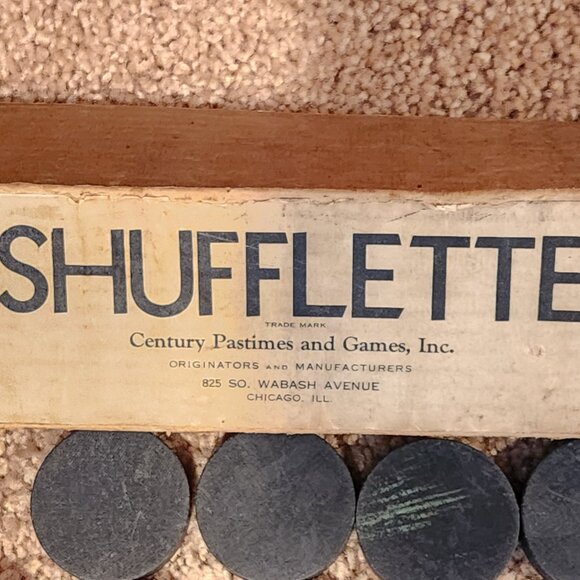 SHUFFLETTE
TRADE MARK
Century Pastimes and Games, Inc.
ORIGINATORS AND MANUFACTURERS
825 SO. WABASH AVENUE
CHICAGO. ILL.